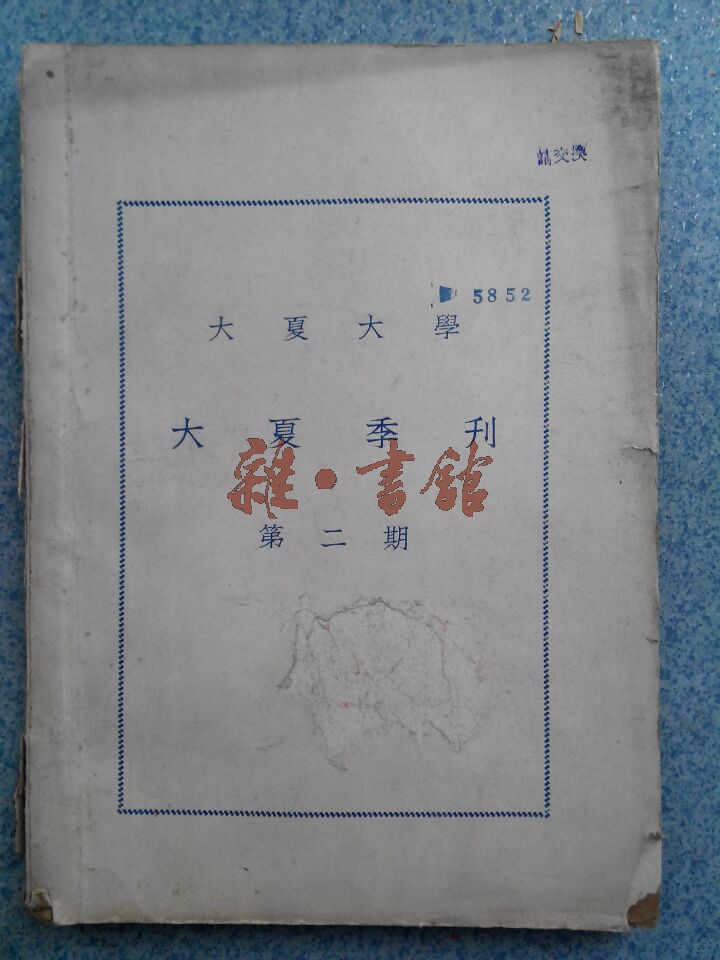 請交換
5852
大夏大學
大夏季刊
雜·書館
第二期